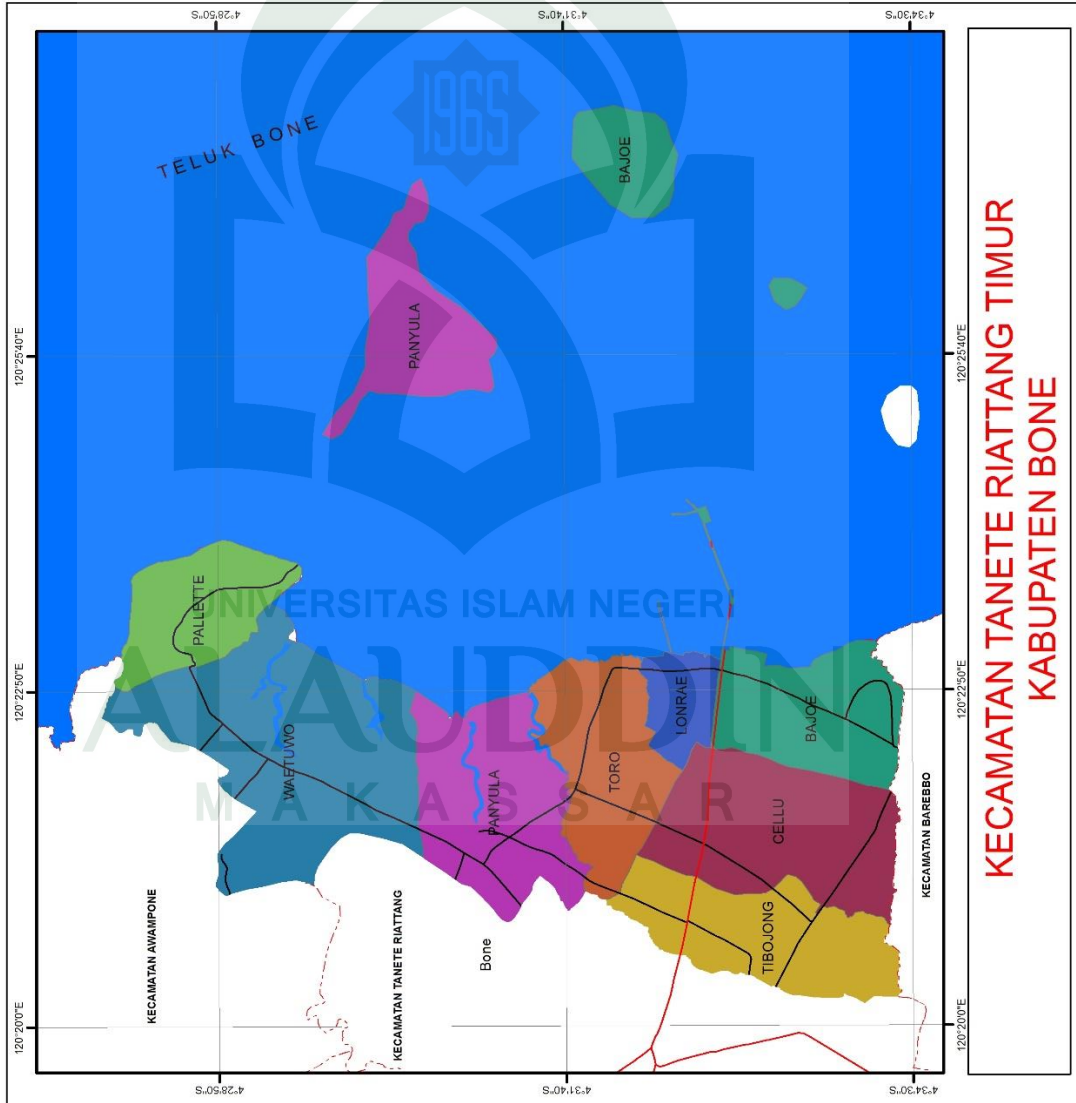 KECAMATAN TANETE RIATTANG TIMUR
KABUPATEN BONE
4°28'50"S
4°31'40"S
4°34'30"S
TELUK BONE
1965
BAJOE
PANYULA
120°25'40"E
120°25'40"E
PALLETTE
UNIVERSITAS ISLAM NEGERI
ALAUDDIN
MAKASSAR
120°22'50"E
120°22'50"E
WAETUWO
PANYULA
TORO
LONRAE
BAJOE
CELLU
TIBOJONG
KECAMATAN BAREBBO
KECAMATAN AWAMPONE
KECAMATAN TANETE RIATTANG
Bone
120°20'0"E
120°20'0"E
4°28'50"S
4°31'40"S
4°34'30"S